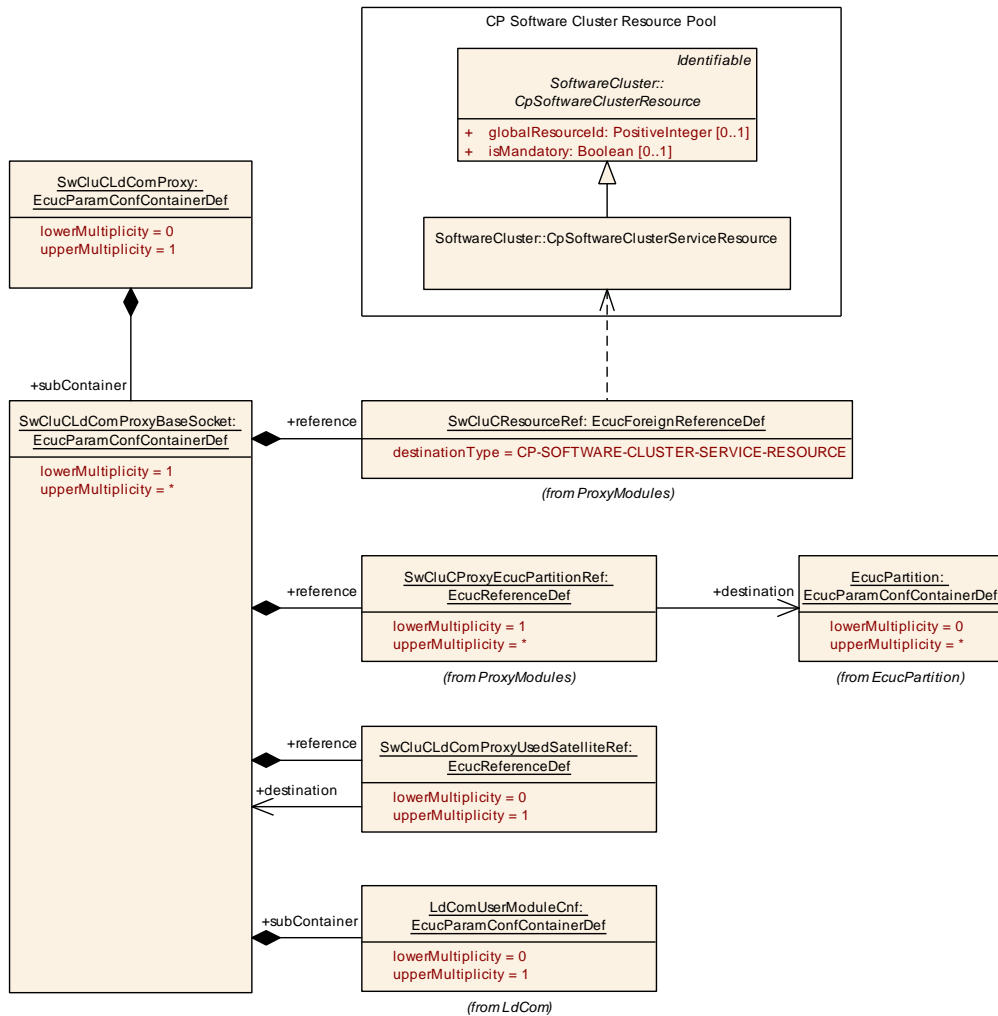 CP Software Cluster Resource Pool
Identifiable
SoftwareCluster::
CpSoftwareClusterResource
+ globalResourceId: PositiveInteger [0..1]
+ isMandatory: Boolean [0..1]
SwCluCLdComProxy:
EcucParamConfContainerDef
lowerMultiplicity = 0
upperMultiplicity = 1
SoftwareCluster::CpSoftwareClusterServiceResource
+subContainer
SwCluCLdComProxyBaseSocket:
EcucParamConfContainerDef
lowerMultiplicity = 1
upperMultiplicity = *
+reference
SwCluCResourceRef: EcucForeignReferenceDef
destinationType = CP-SOFTWARE-CLUSTER-SERVICE-RESOURCE
(from ProxyModules)
+reference
SwCluCProxyEcucPartitionRef:
EcucReferenceDef
lowerMultiplicity = 1
upperMultiplicity = *
(from ProxyModules)
+destination
EcucPartition:
EcucParamConfContainerDef
lowerMultiplicity = 0
upperMultiplicity = *
(from EcucPartition)
+reference
+destination
SwCluCLdComProxyUsedSatelliteRef:
EcucReferenceDef
lowerMultiplicity = 0
upperMultiplicity = 1
+subContainer
LdComUserModuleCnf:
EcucParamConfContainerDef
lowerMultiplicity = 0
upperMultiplicity = 1
(from LdCom)